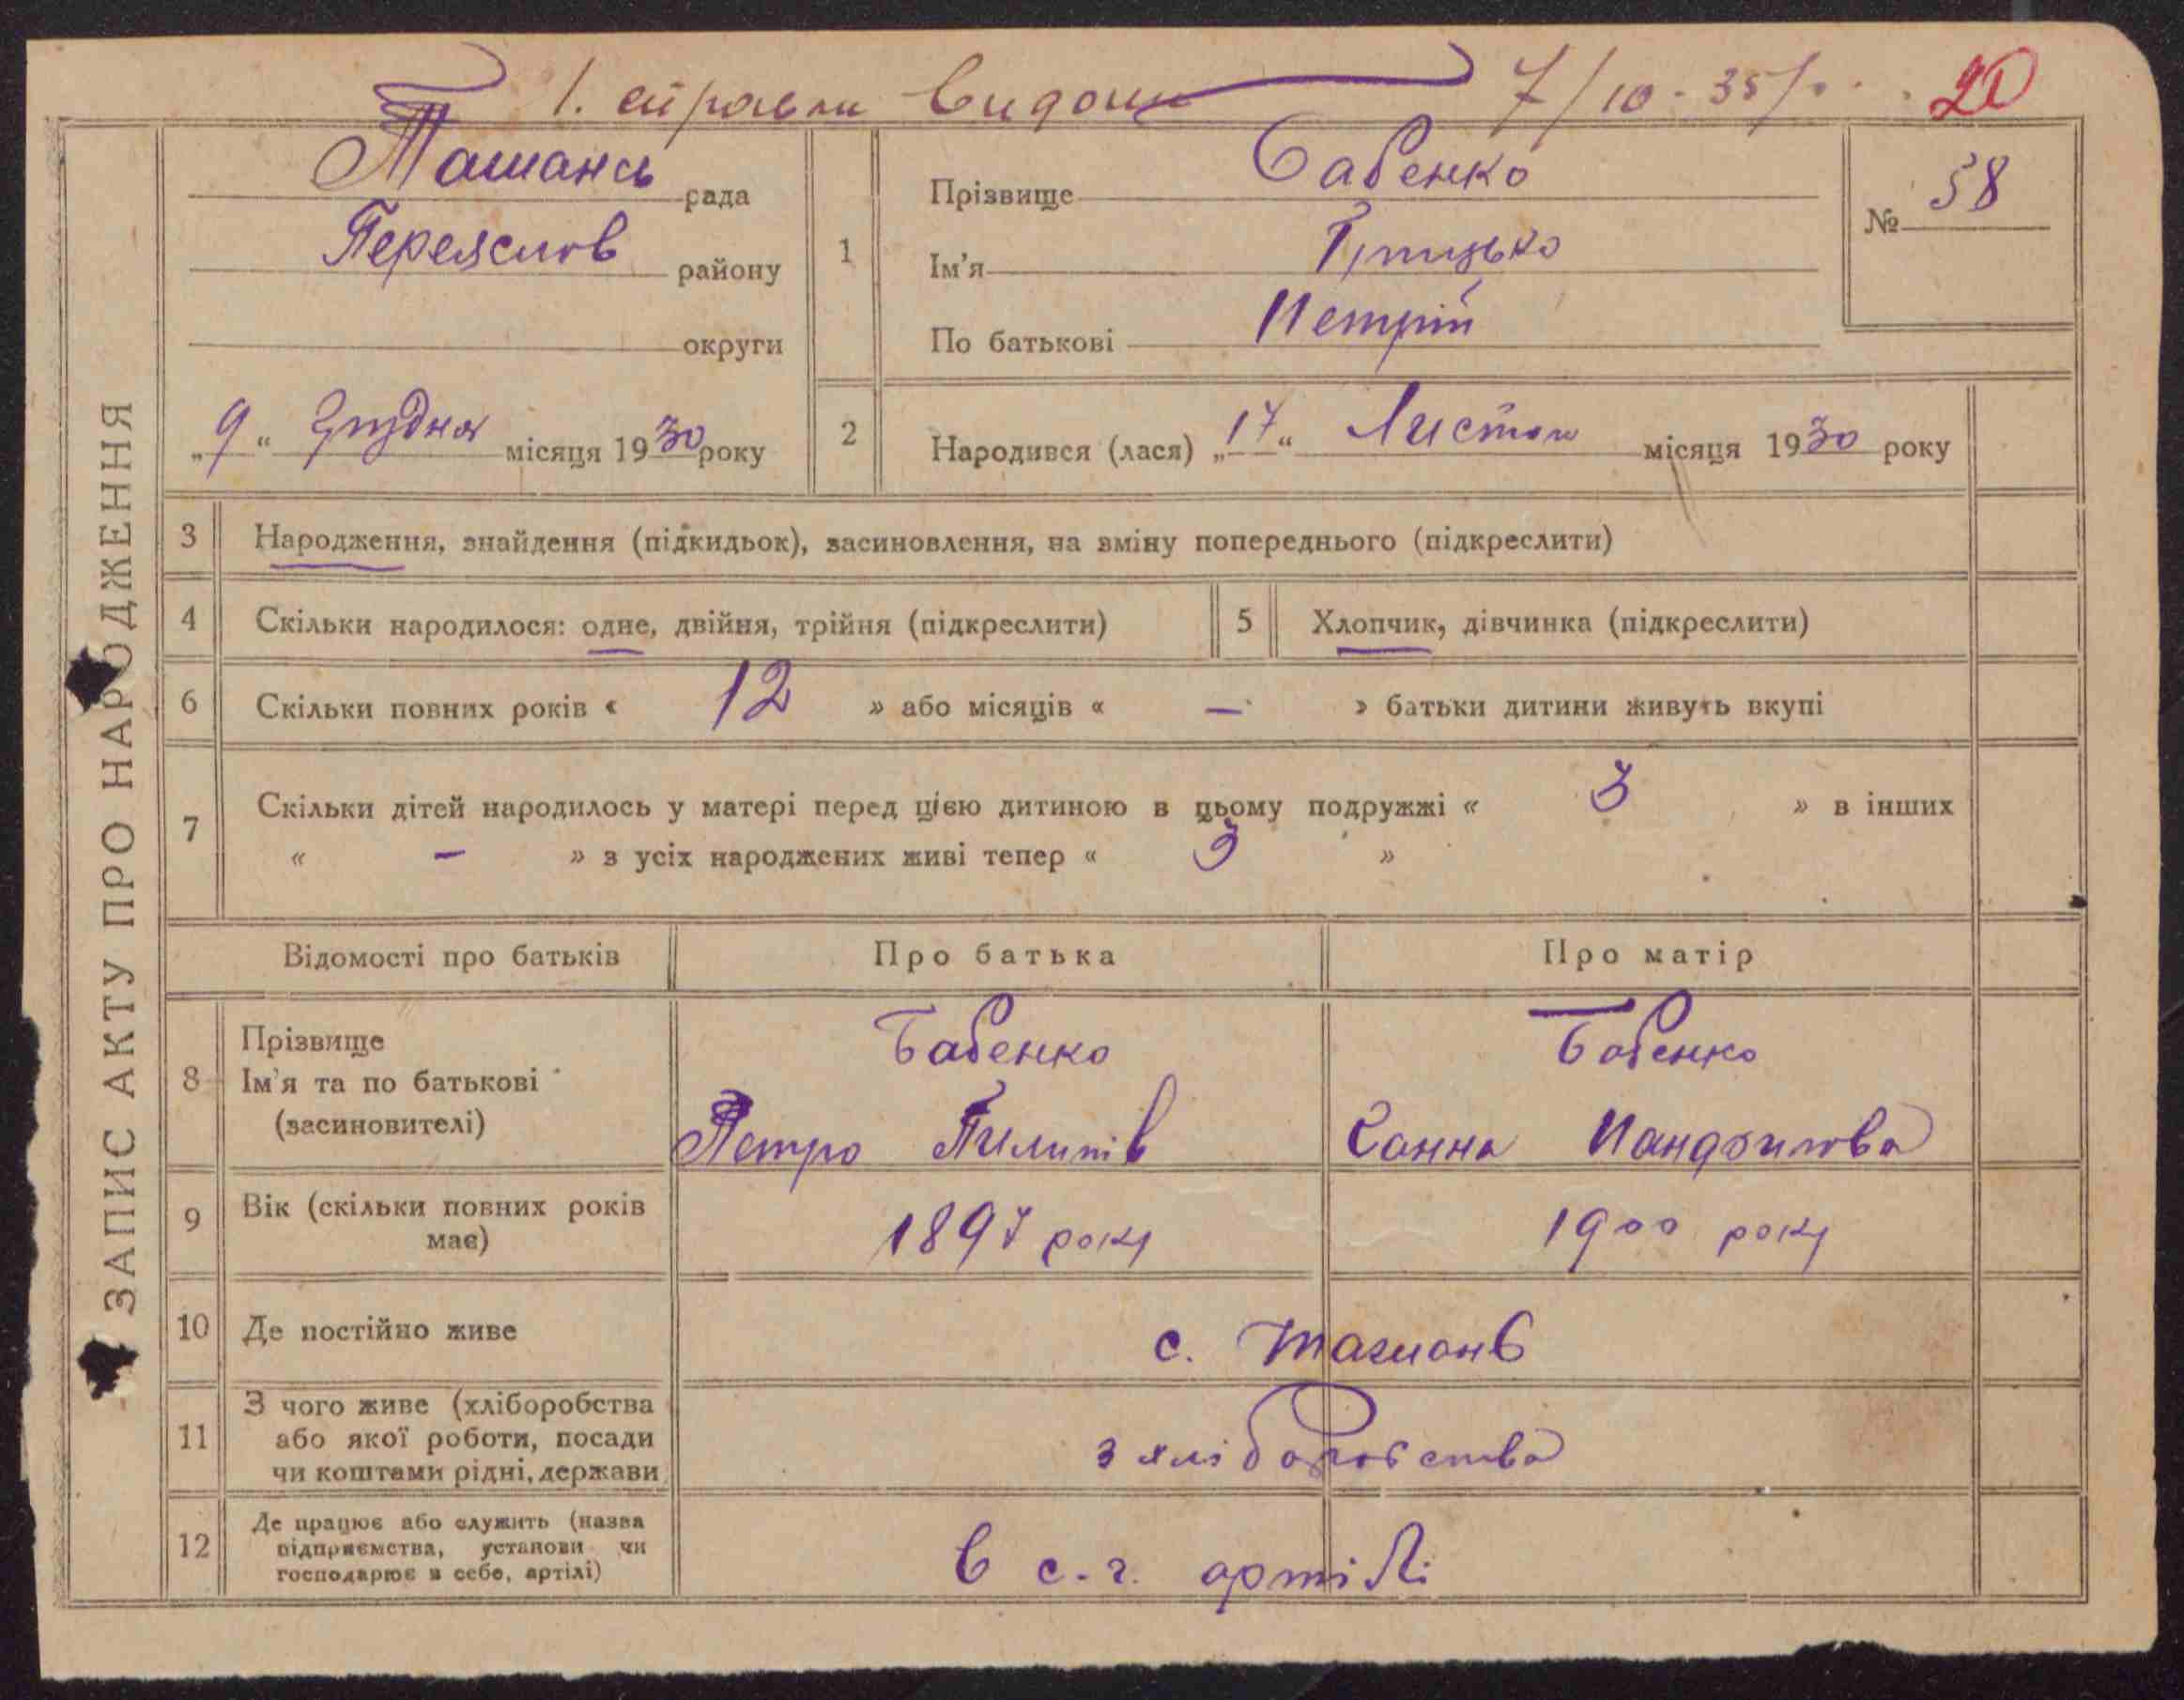 1. справки видано 7/10-35 р. 20
ЗАПИС АКТУ ПРО НАРОДЖЕННЯ
Ташань рада
Переяслов району
округи
„9“ грудня місяця 1930 року
1 Прізвище Бабенко
Ім'я Грицько
По батькові Петрів
№ 58
2 Народився (лася) „17“ Листоп місяця 1930 року
3 Народження, знайдення (підкидьок), засиновлення, на зміну попереднього (підкреслити)
4 Скільки народилося: одне, двійня, трійня (підкреслити) 5 Хлопчик, дівчинка (підкреслити)
6 Скільки повних років « 12 » або місяців « — » батьки дитини живуть вкупі
7 Скільки дітей народилось у матері перед цією дитиною в цьому подружжі « 3 » в інших
« — » з усіх народжених живі тепер « 3 »
Відомості про батьків Про батька Про матір
8 Прізвище Бабенко Бабенко
Ім'я та по батькові
(засиновителі) Петро Пилипів Ганна Панфилова
9 Вік (скільки повних років має) 1897 року 1900 року
10 Де постійно живе с. Ташань
11 З чого живе (хліборобства
або якої роботи, посади з хліборобства
чи коштами рідні, держави
12 Де працює або служить (назва
підприємства, установи чи в с.-г. артілі
господарює в себе, артілі)